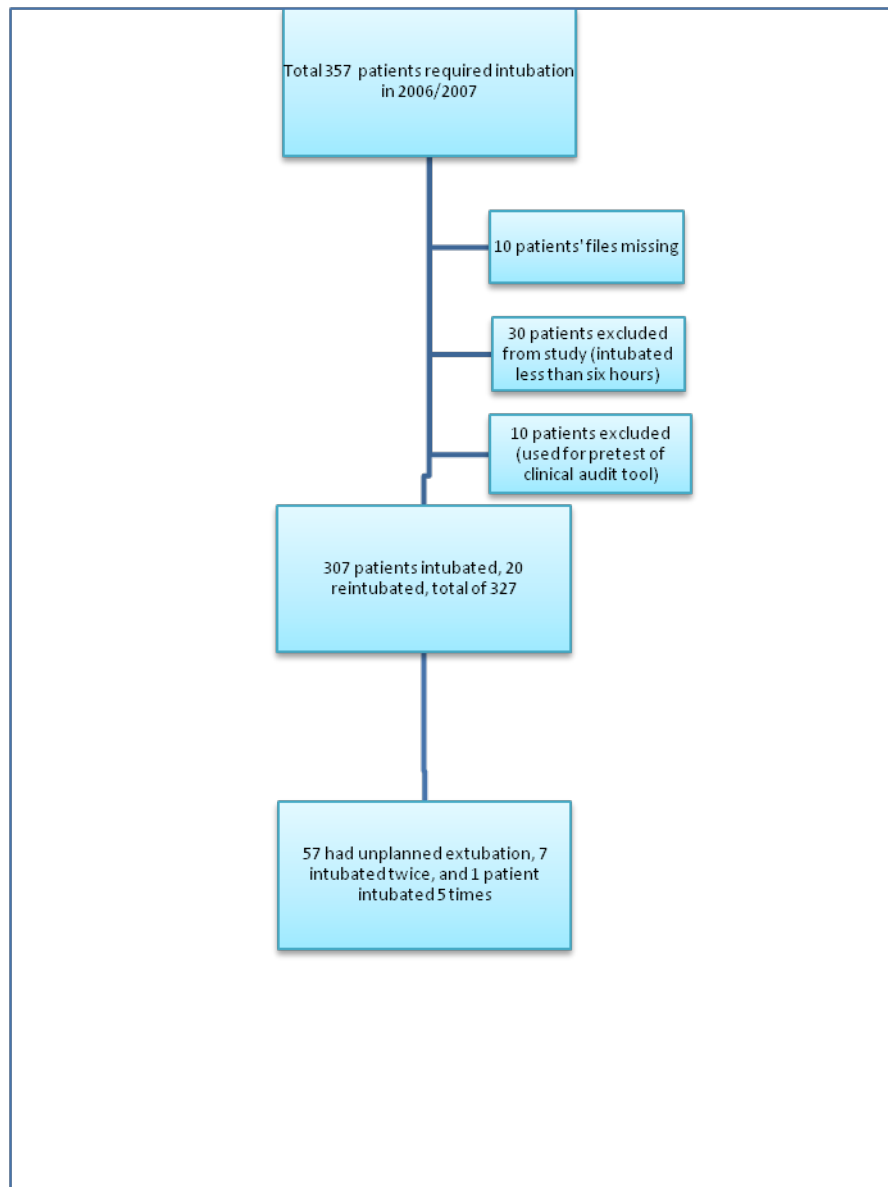 Total 357 patients required intubation
in 2006/2007
10 patients' files missing
30 patients excluded
from study (intubated
less than six hours)
10 patients excluded
(used for pretest of
clinical audit tool)
307 patients intubated, 20
reintubated, total of 327
57 had unplanned extubation, 7
intubated twice, and 1 patient
intubated 5 times